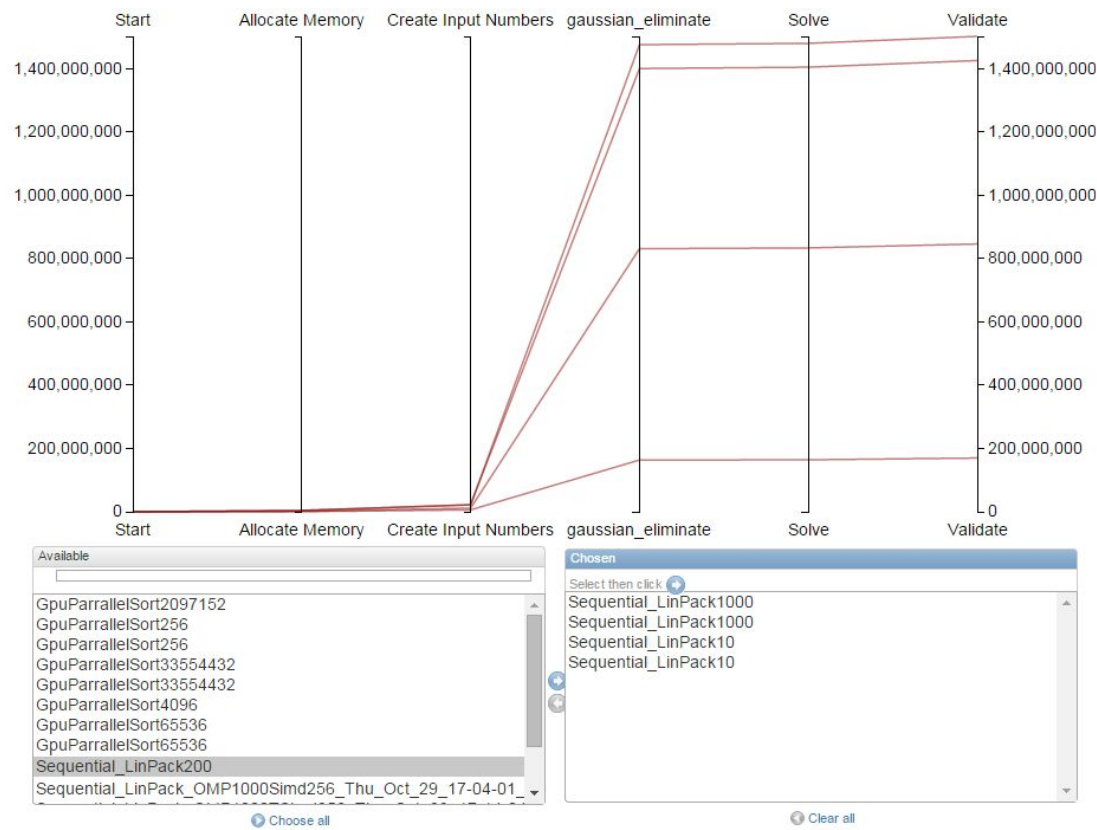 Start Allocate Memory Create Input Numbers gaussian_eliminate Solve Validate
1,400,000,000 1,400,000,000
1,200,000,000 1,200,000,000
1,000,000,000 1,000,000,000
800,000,000 800,000,000
600,000,000 600,000,000
400,000,000 400,000,000
200,000,000 200,000,000
0 0
Start Allocate Memory Create Input Numbers gaussian_eliminate Solve Validate
Available
GpuParrallelSort2097152
GpuParrallelSort256
GpuParrallelSort256
GpuParrallelSort33554432
GpuParrallelSort33554432
GpuParrallelSort4096
GpuParrallelSort65536
GpuParrallelSort65536
Sequential_LinPack200
Sequential_LinPack_OMP1000Simd256_Thu_Oct_29_17-04-01_
Choose all
Chosen
Select then click
Sequential_LinPack1000
Sequential_LinPack1000
Sequential_LinPack10
Sequential_LinPack10
Clear all